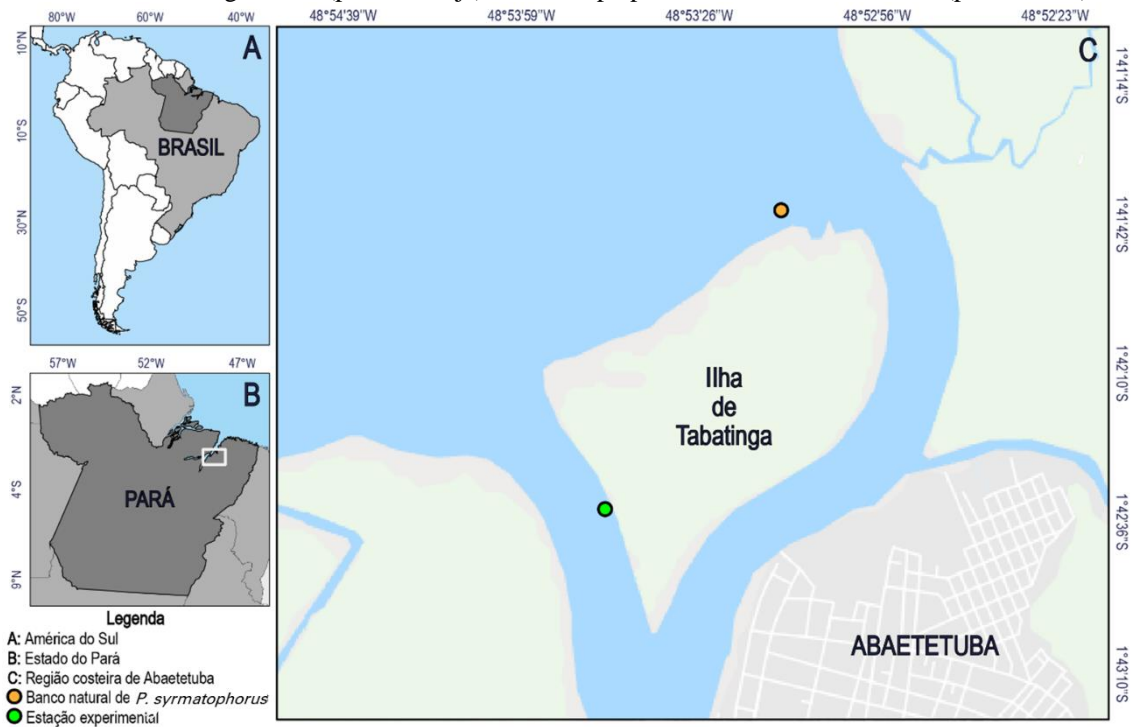 80°W 60°W 40°W
10°N
10°S
30°N
50°S
A
BRASIL
57°W 52°W 47°W
2°N
4°S
9°S
B
PARÁ
Legenda
A: América do Sul
B: Estado do Pará
C: Região costeira de Abaetetuba
Banco natural de P. syrmatophorus
Estação experimental
48°54'39"W 48°53'59"W 48°53'26"W 48°52'56"W 48°52'23"W
C
1°41'14"S
1°41'42"S
1°42'10"S
1°42'36"S
1°43'10"S
Ilha
de
Tabatinga
ABAETETUBA